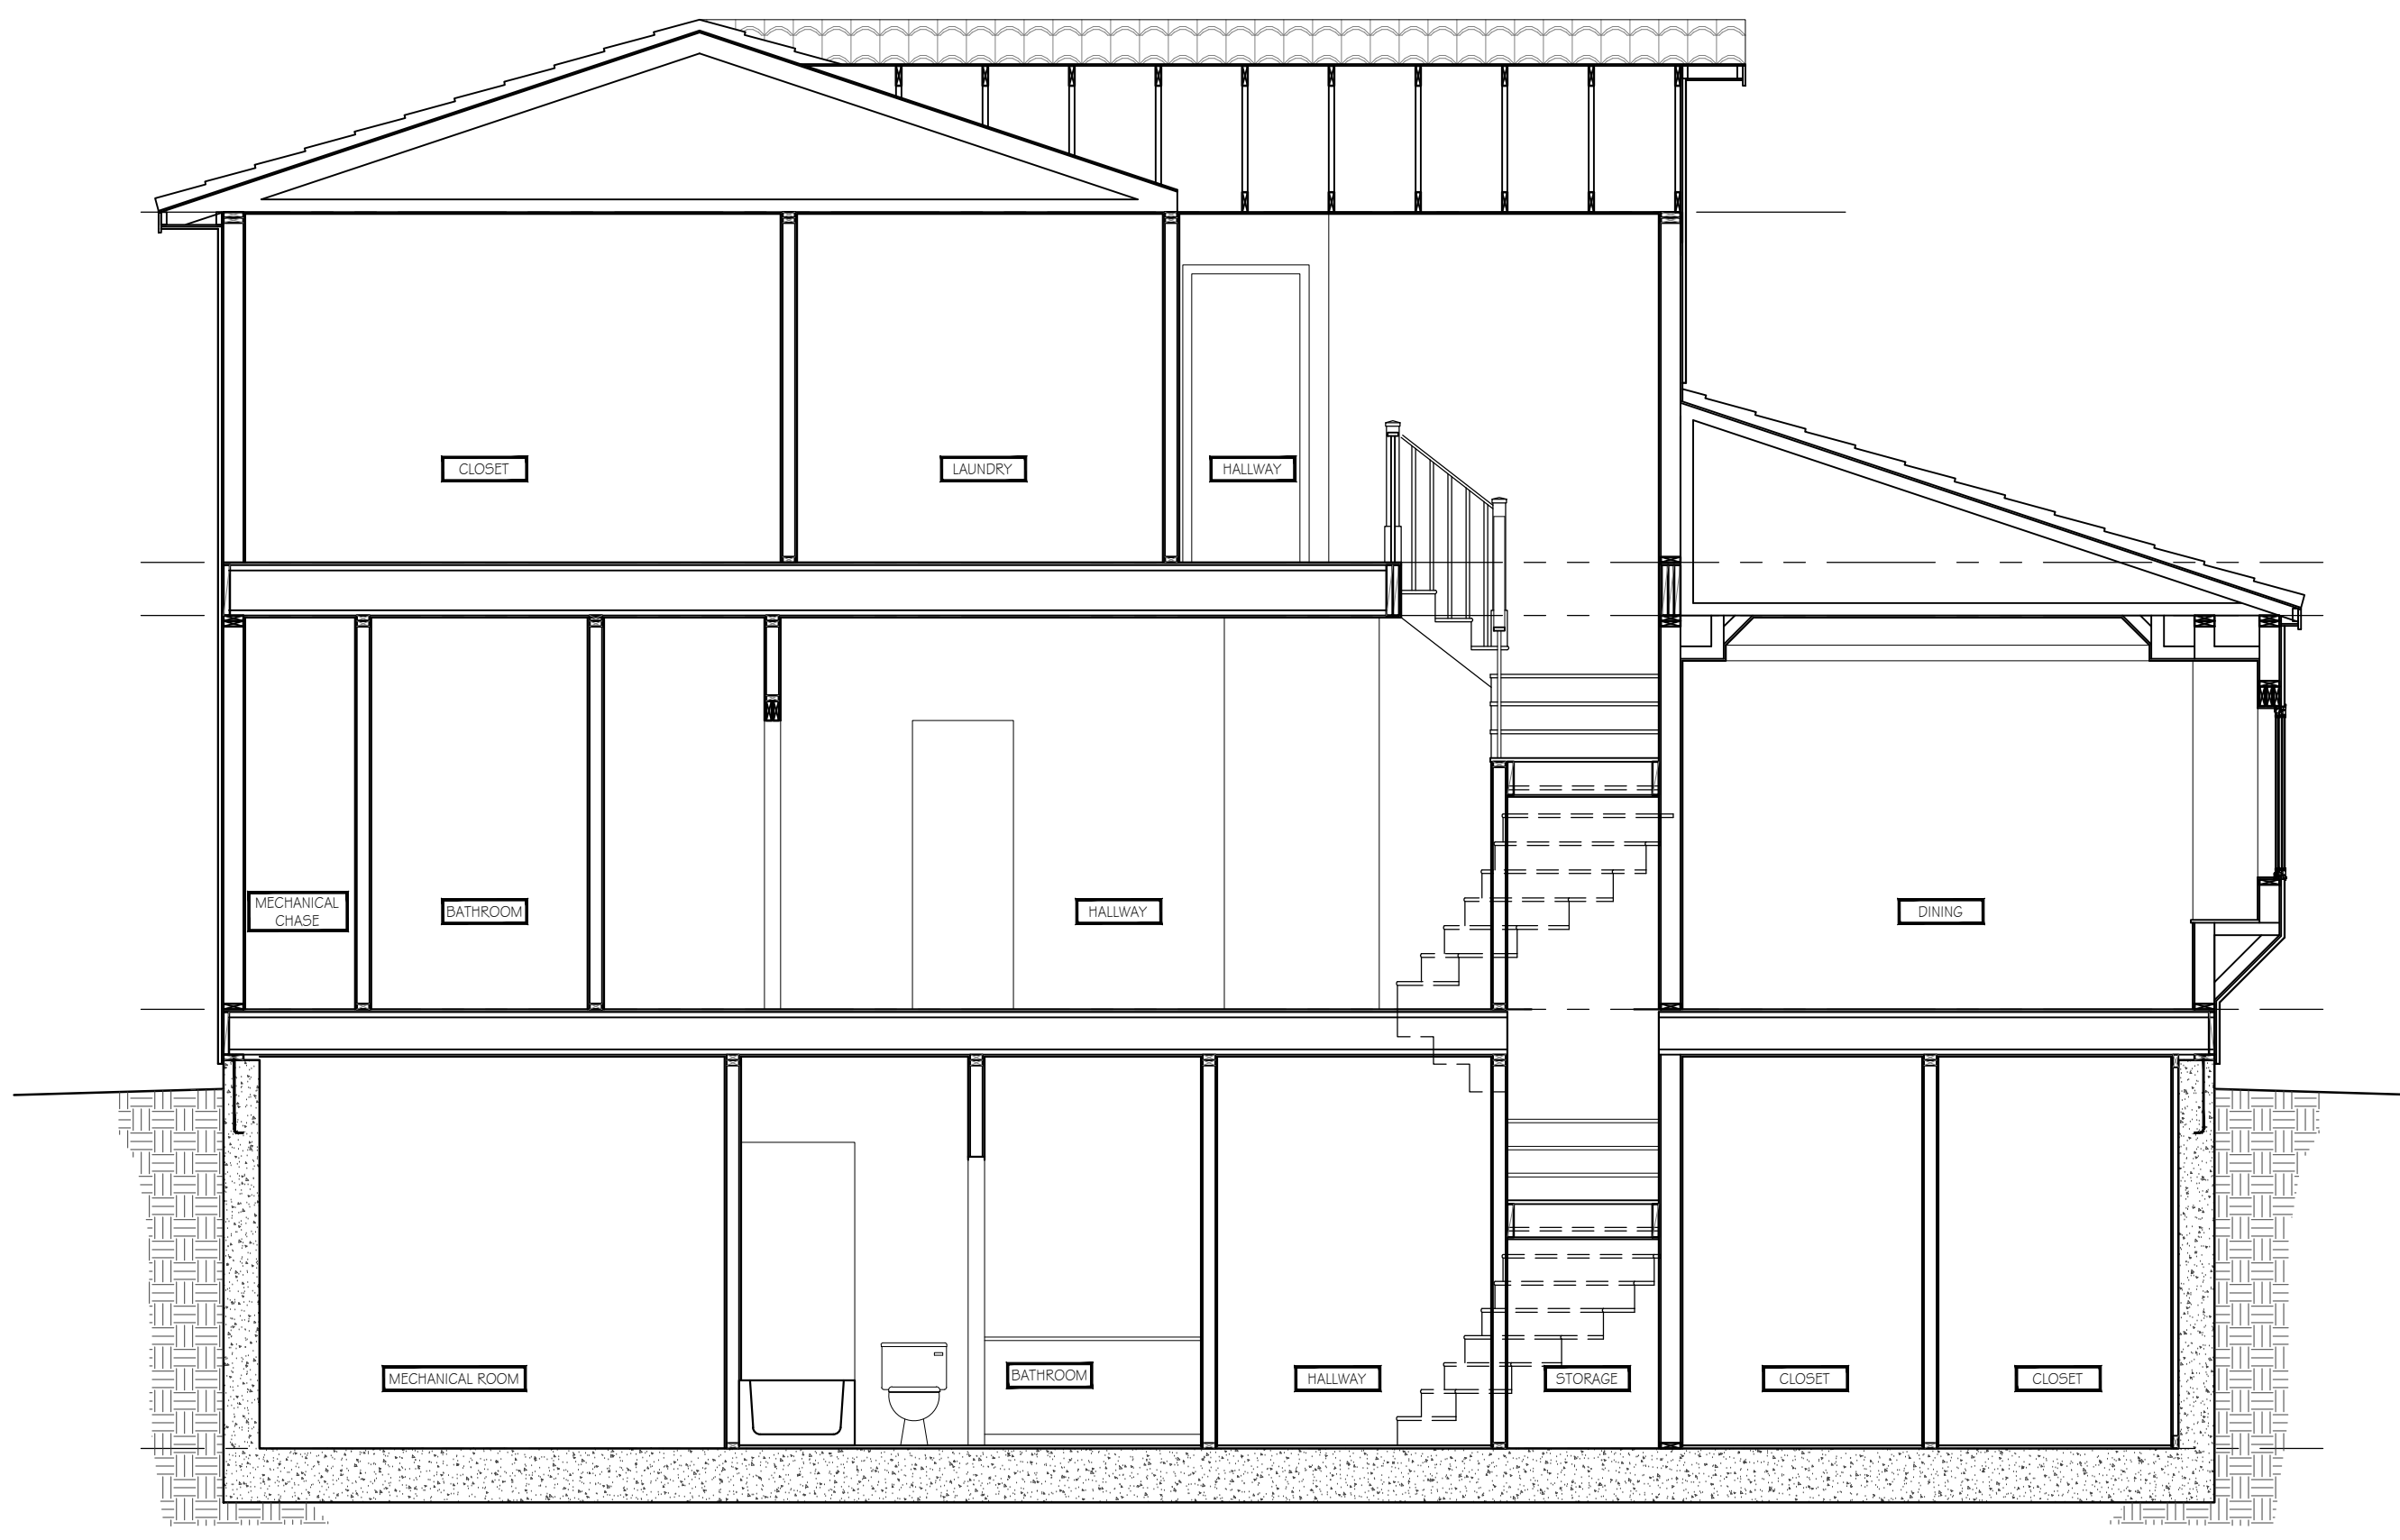 CLOSET
LAUNDRY
HALLWAY
MECHANICAL
CHASE
BATHROOM
HALLWAY
DINING
MECHANICAL ROOM
BATHROOM
HALLWAY
STORAGE
CLOSET
CLOSET